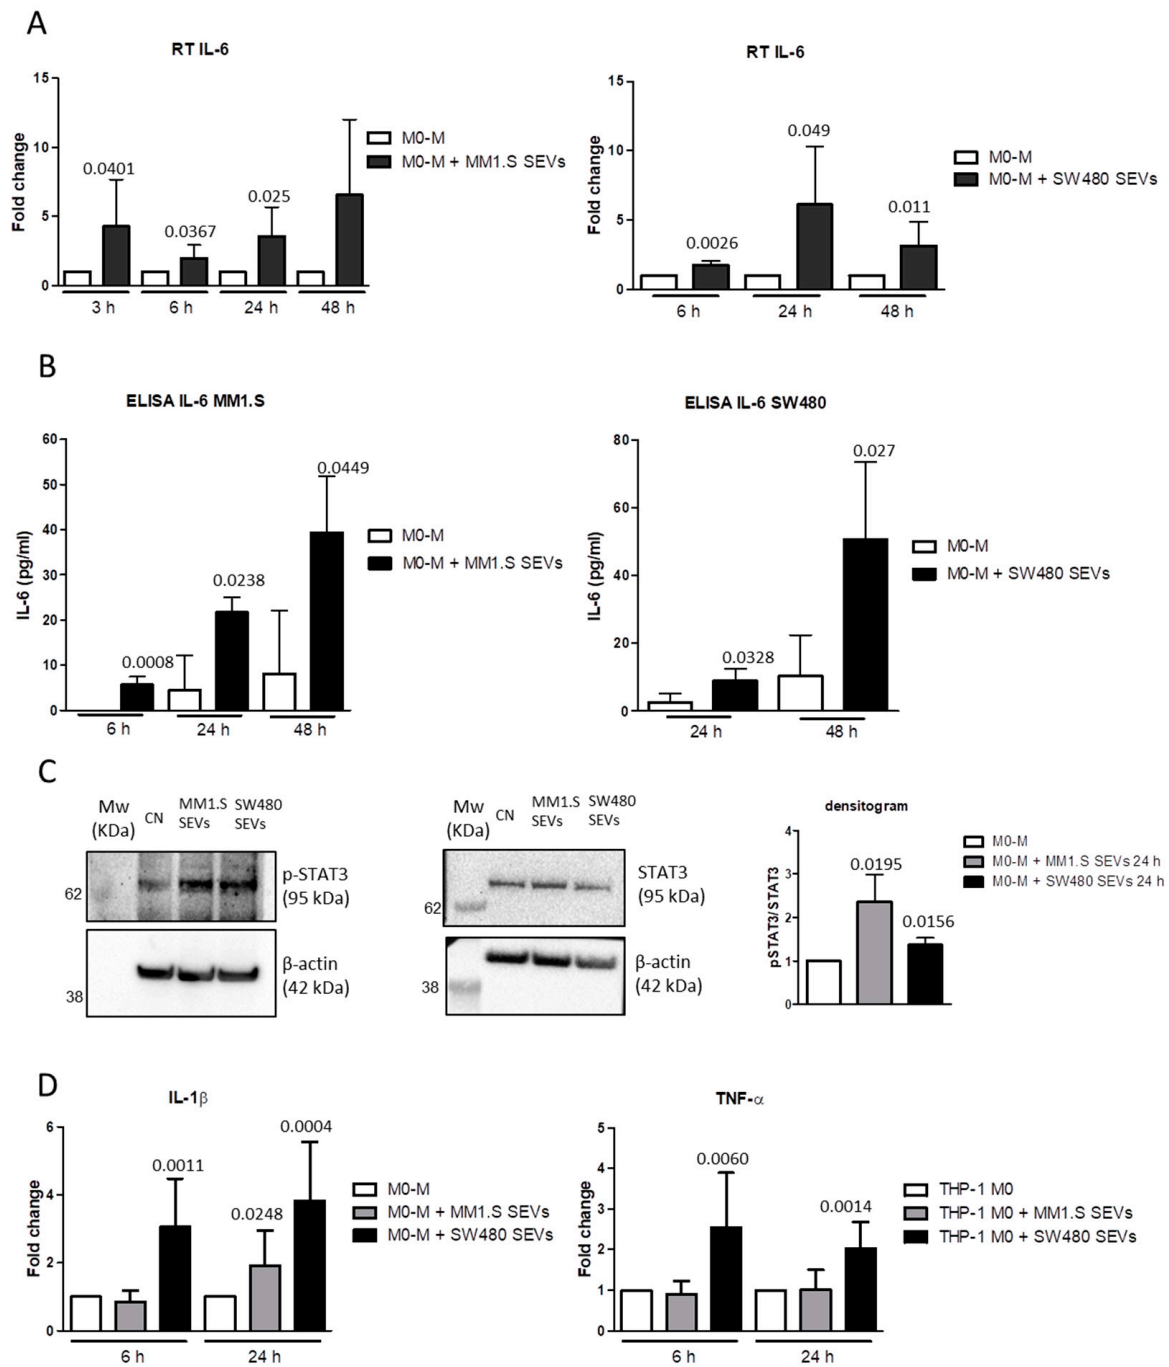 A
RT IL-6
Fold change
15
10
5
0
0.0401
0.0367
0.025
3 h
6 h
24 h
48 h
M0-M
M0-M + MM1.S SEVs
RT IL-6
Fold change
15
10
5
0
0.0026
0.049
0.011
6 h
24 h
48 h
M0-M
M0-M + SW480 SEVs
B
ELISA IL-6 MM1.S
IL-6 (pg/ml)
60
50
40
30
20
10
0
0.0008
0.0238
0.0449
6 h
24 h
48 h
M0-M
M0-M + MM1.S SEVs
ELISA IL-6 SW480
IL-6 (pg/ml)
80
60
40
20
0
0.0328
0.027
24 h
48 h
M0-M
M0-M + SW480 SEVs
C
Mw
(KDa)
CN
MM1.S
SEVs
SW480
SEVs
62
p-STAT3
(95 kDa)
38
β-actin
(42 kDa)
Mw
(KDa)
CN
MM1.S
SEVs
SW480
SEVs
62
STAT3
(95 kDa)
38
β-actin
(42 kDa)
densitogram
pSTAT3/STAT3
4
3
2
1
0
0.0195
0.0156
M0-M
M0-M + MM1.S SEVs 24 h
M0-M + SW480 SEVs 24 h
D
IL-1β
Fold change
6
4
2
0
0.0011
0.0248
0.0004
6 h
24 h
M0-M
M0-M + MM1.S SEVs
M0-M + SW480 SEVs
TNF-α
Fold change
5
4
3
2
1
0
0.0060
0.0014
6 h
24 h
THP-1 M0
THP-1 M0 + MM1.S SEVs
THP-1 M0 + SW480 SEVs